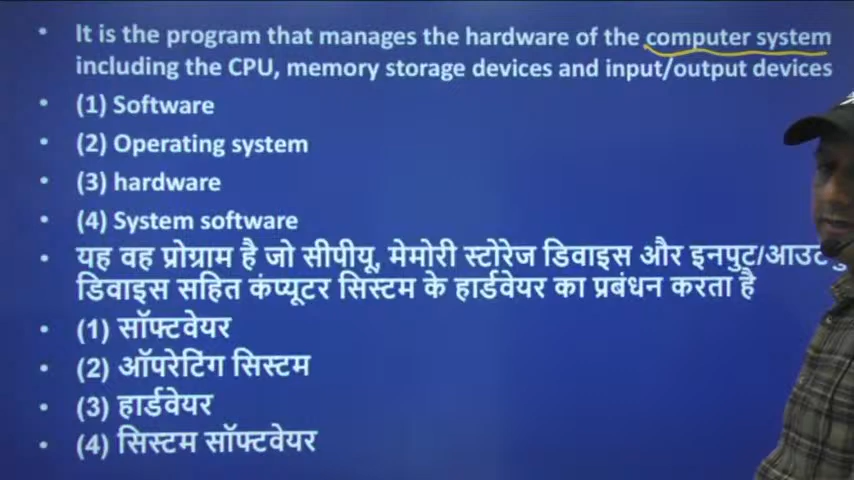 It is the program that manages the hardware of the computer system
including the CPU, memory storage devices and input/output devices
(1) Software
(2) Operating system
(3) hardware
(4) System software
यह वह प्रोग्राम है जो सीपीयू, मेमोरी स्टोरेज डिवाइस और इनपुट/आउट
डिवाइस सहित कंप्यूटर सिस्टम के हार्डवेयर का प्रबंधन करता है
(1) सॉफ्टवेयर
(2) ऑपरेटिंग सिस्टम
(3) हार्डवेयर
(4) सिस्टम सॉफ्टवेयर